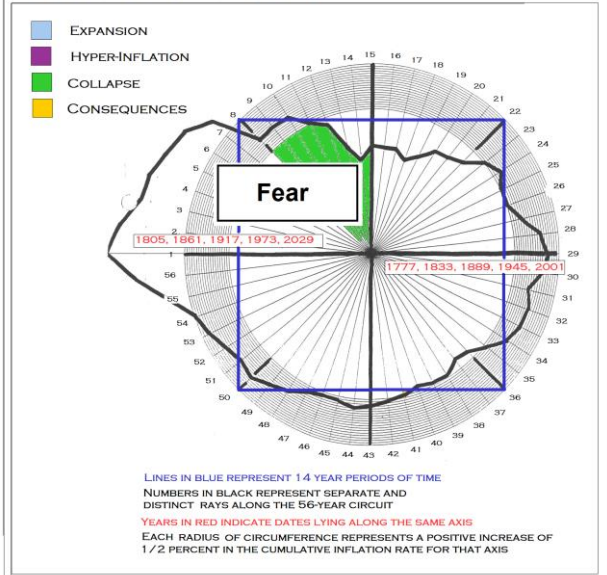 EXPANSION
HYPER-INFLATION
COLLAPSE
CONSEQUENCES
15
14 16
13 17
12 18
11 19
10 20
9 21
8 22
7 23
6 24
5 25
4 26
3 27
2 28
1 29
56 30
55 31
54 32
53 33
52 34
51 35
50 36
49 37
48 38
47 39
46 40
45 41
44 42
43
Fear
1805, 1861, 1917, 1973, 2029
1777, 1833, 1889, 1945, 2001
LINES IN BLUE REPRESENT 14 YEAR PERIODS OF TIME
NUMBERS IN BLACK REPRESENT SEPARATE AND
DISTINCT RAYS ALONG THE 56-YEAR CIRCUIT
YEARS IN RED INDICATE DATES LYING ALONG THE SAME AXIS
EACH RADIUS OF CIRCUMFERENCE REPRESENTS A POSITIVE INCREASE OF
1/2 PERCENT IN THE CUMULATIVE INFLATION RATE FOR THAT AXIS